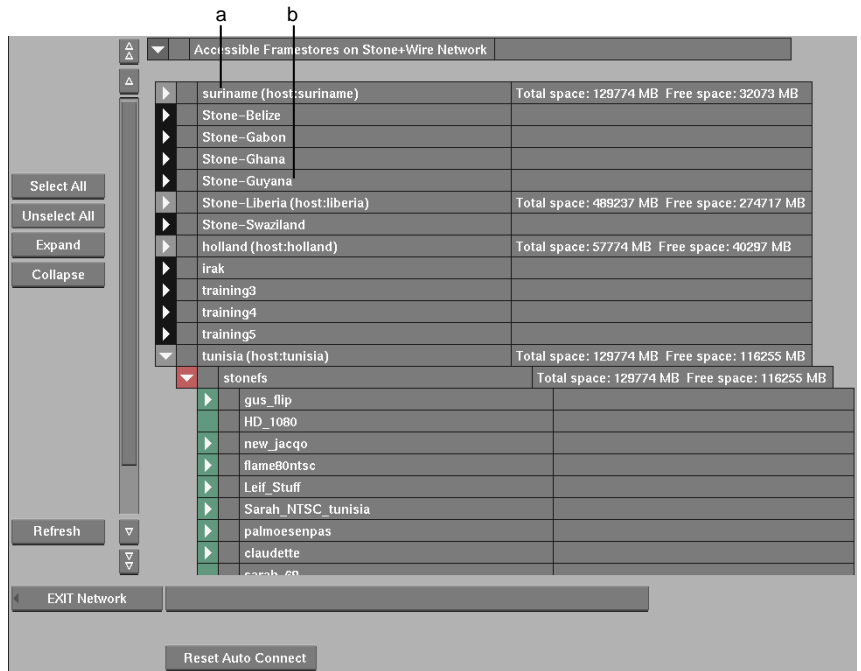 a b
Accessible Framestores on Stone+Wire Network
suriname (host:suriname) Total space: 129774 MB Free space: 32073 MB
Stone-Belize
Stone-Gabon
Stone-Ghana
Stone-Guyana
Select All
Stone-Liberia (host:liberia) Total space: 489237 MB Free space: 274717 MB
Unselect All
Stone-Swaziland
Expand
holland (host:holland) Total space: 57774 MB Free space: 40297 MB
Collapse
irak
training3
training4
training5
tunisia (host:tunisia) Total space: 129774 MB Free space: 116255 MB
stonefs Total space: 129774 MB Free space: 116255 MB
gus_flip
HD_1080
new_jacqo
flame80ntsc
Leif_Stuff
Sarah_NTSC_tunisia
Refresh
palmoesenpas
claudette
sarah_69
EXIT Network
Reset Auto Connect